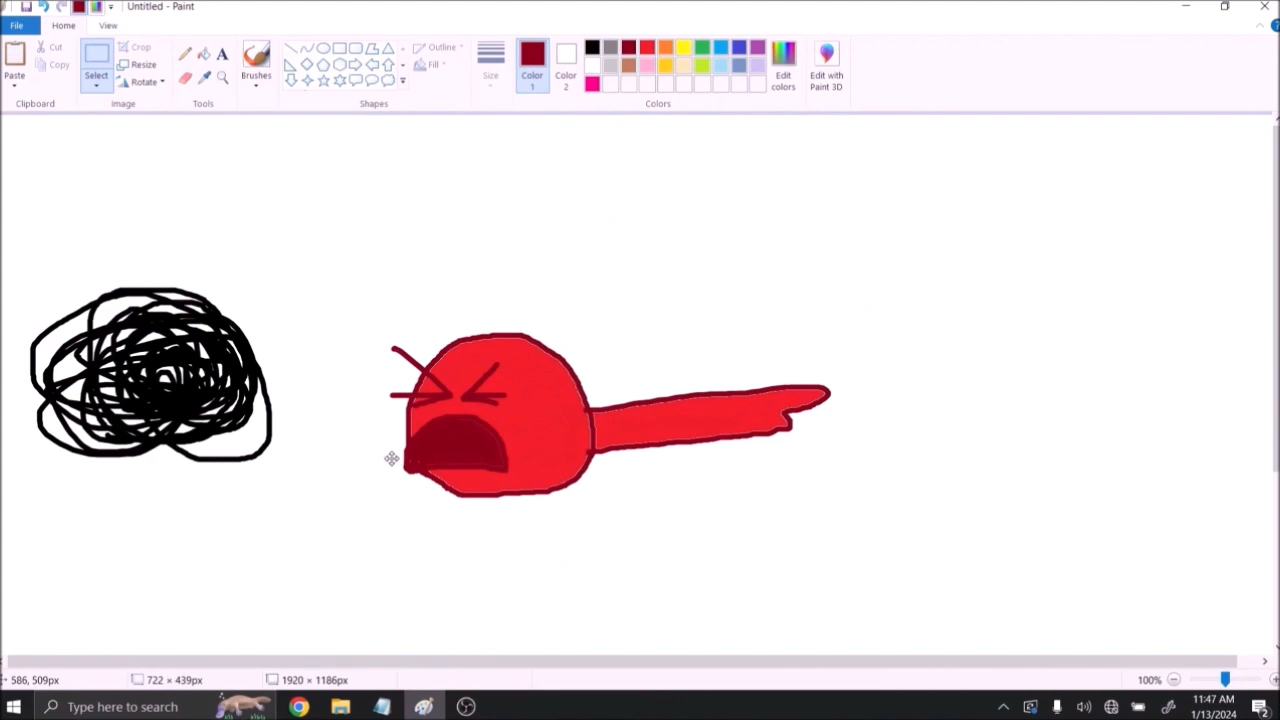 Untitled - Paint
File
Home
View
Paste
Cut
Copy
Clipboard
Select
Crop
Resize
Rotate
Image
A
Tools
Brushes
Shapes
Outline
Fill
Size
Color
1
Color
2
Edit
colors
Edit with
Paint 3D
Colors
586, 509px
722 × 439px
1920 × 1186px
100%
Type here to search
11:47 AM
1/13/2024
2